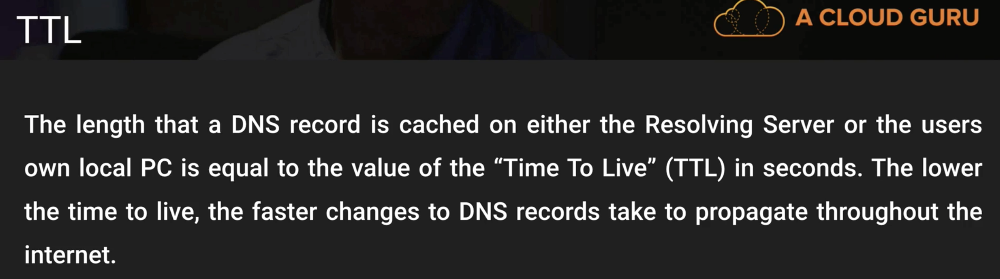 TTL
A CLOUD GURU
The length that a DNS record is cached on either the Resolving Server or the users
own local PC is equal to the value of the “Time To Live” (TTL) in seconds. The lower
the time to live, the faster changes to DNS records take to propagate throughout the
internet.